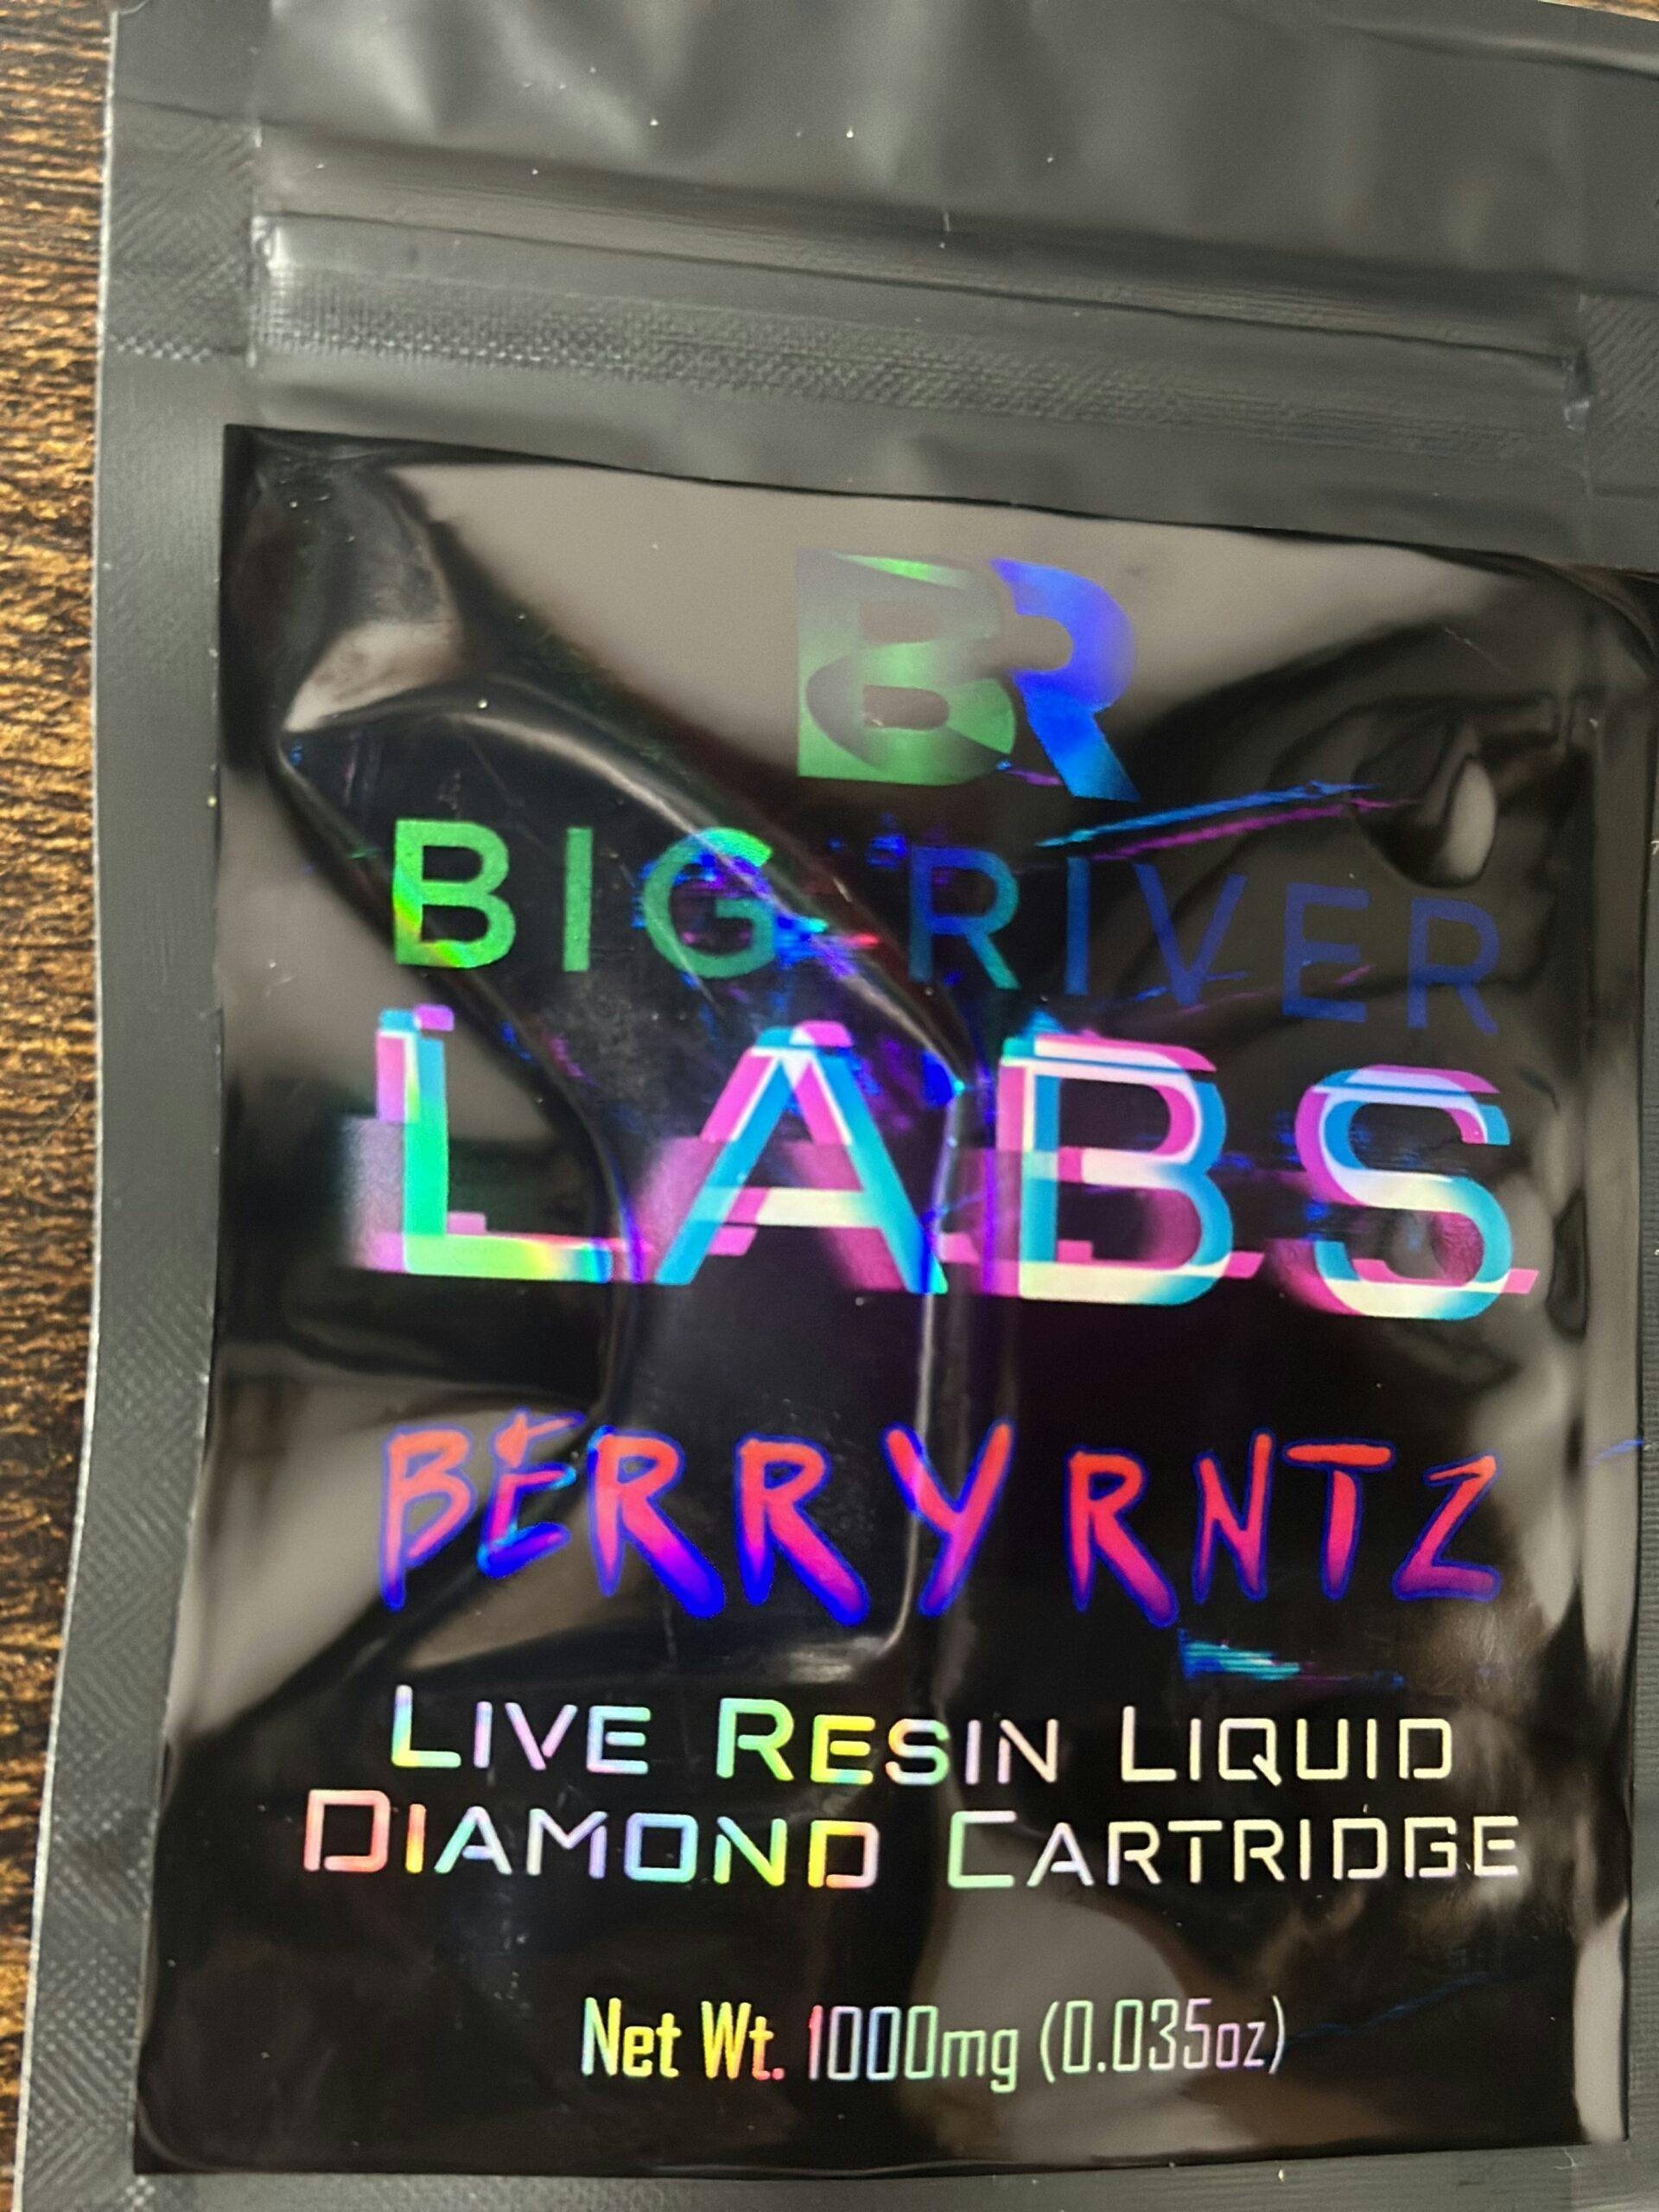 BR
BIG RIVER
LABS
BERRY RNTZ
LIVE RESIN LIQUID
DIAMOND CARTRIDGE
Net Wt. 1000mg (0.035oz)